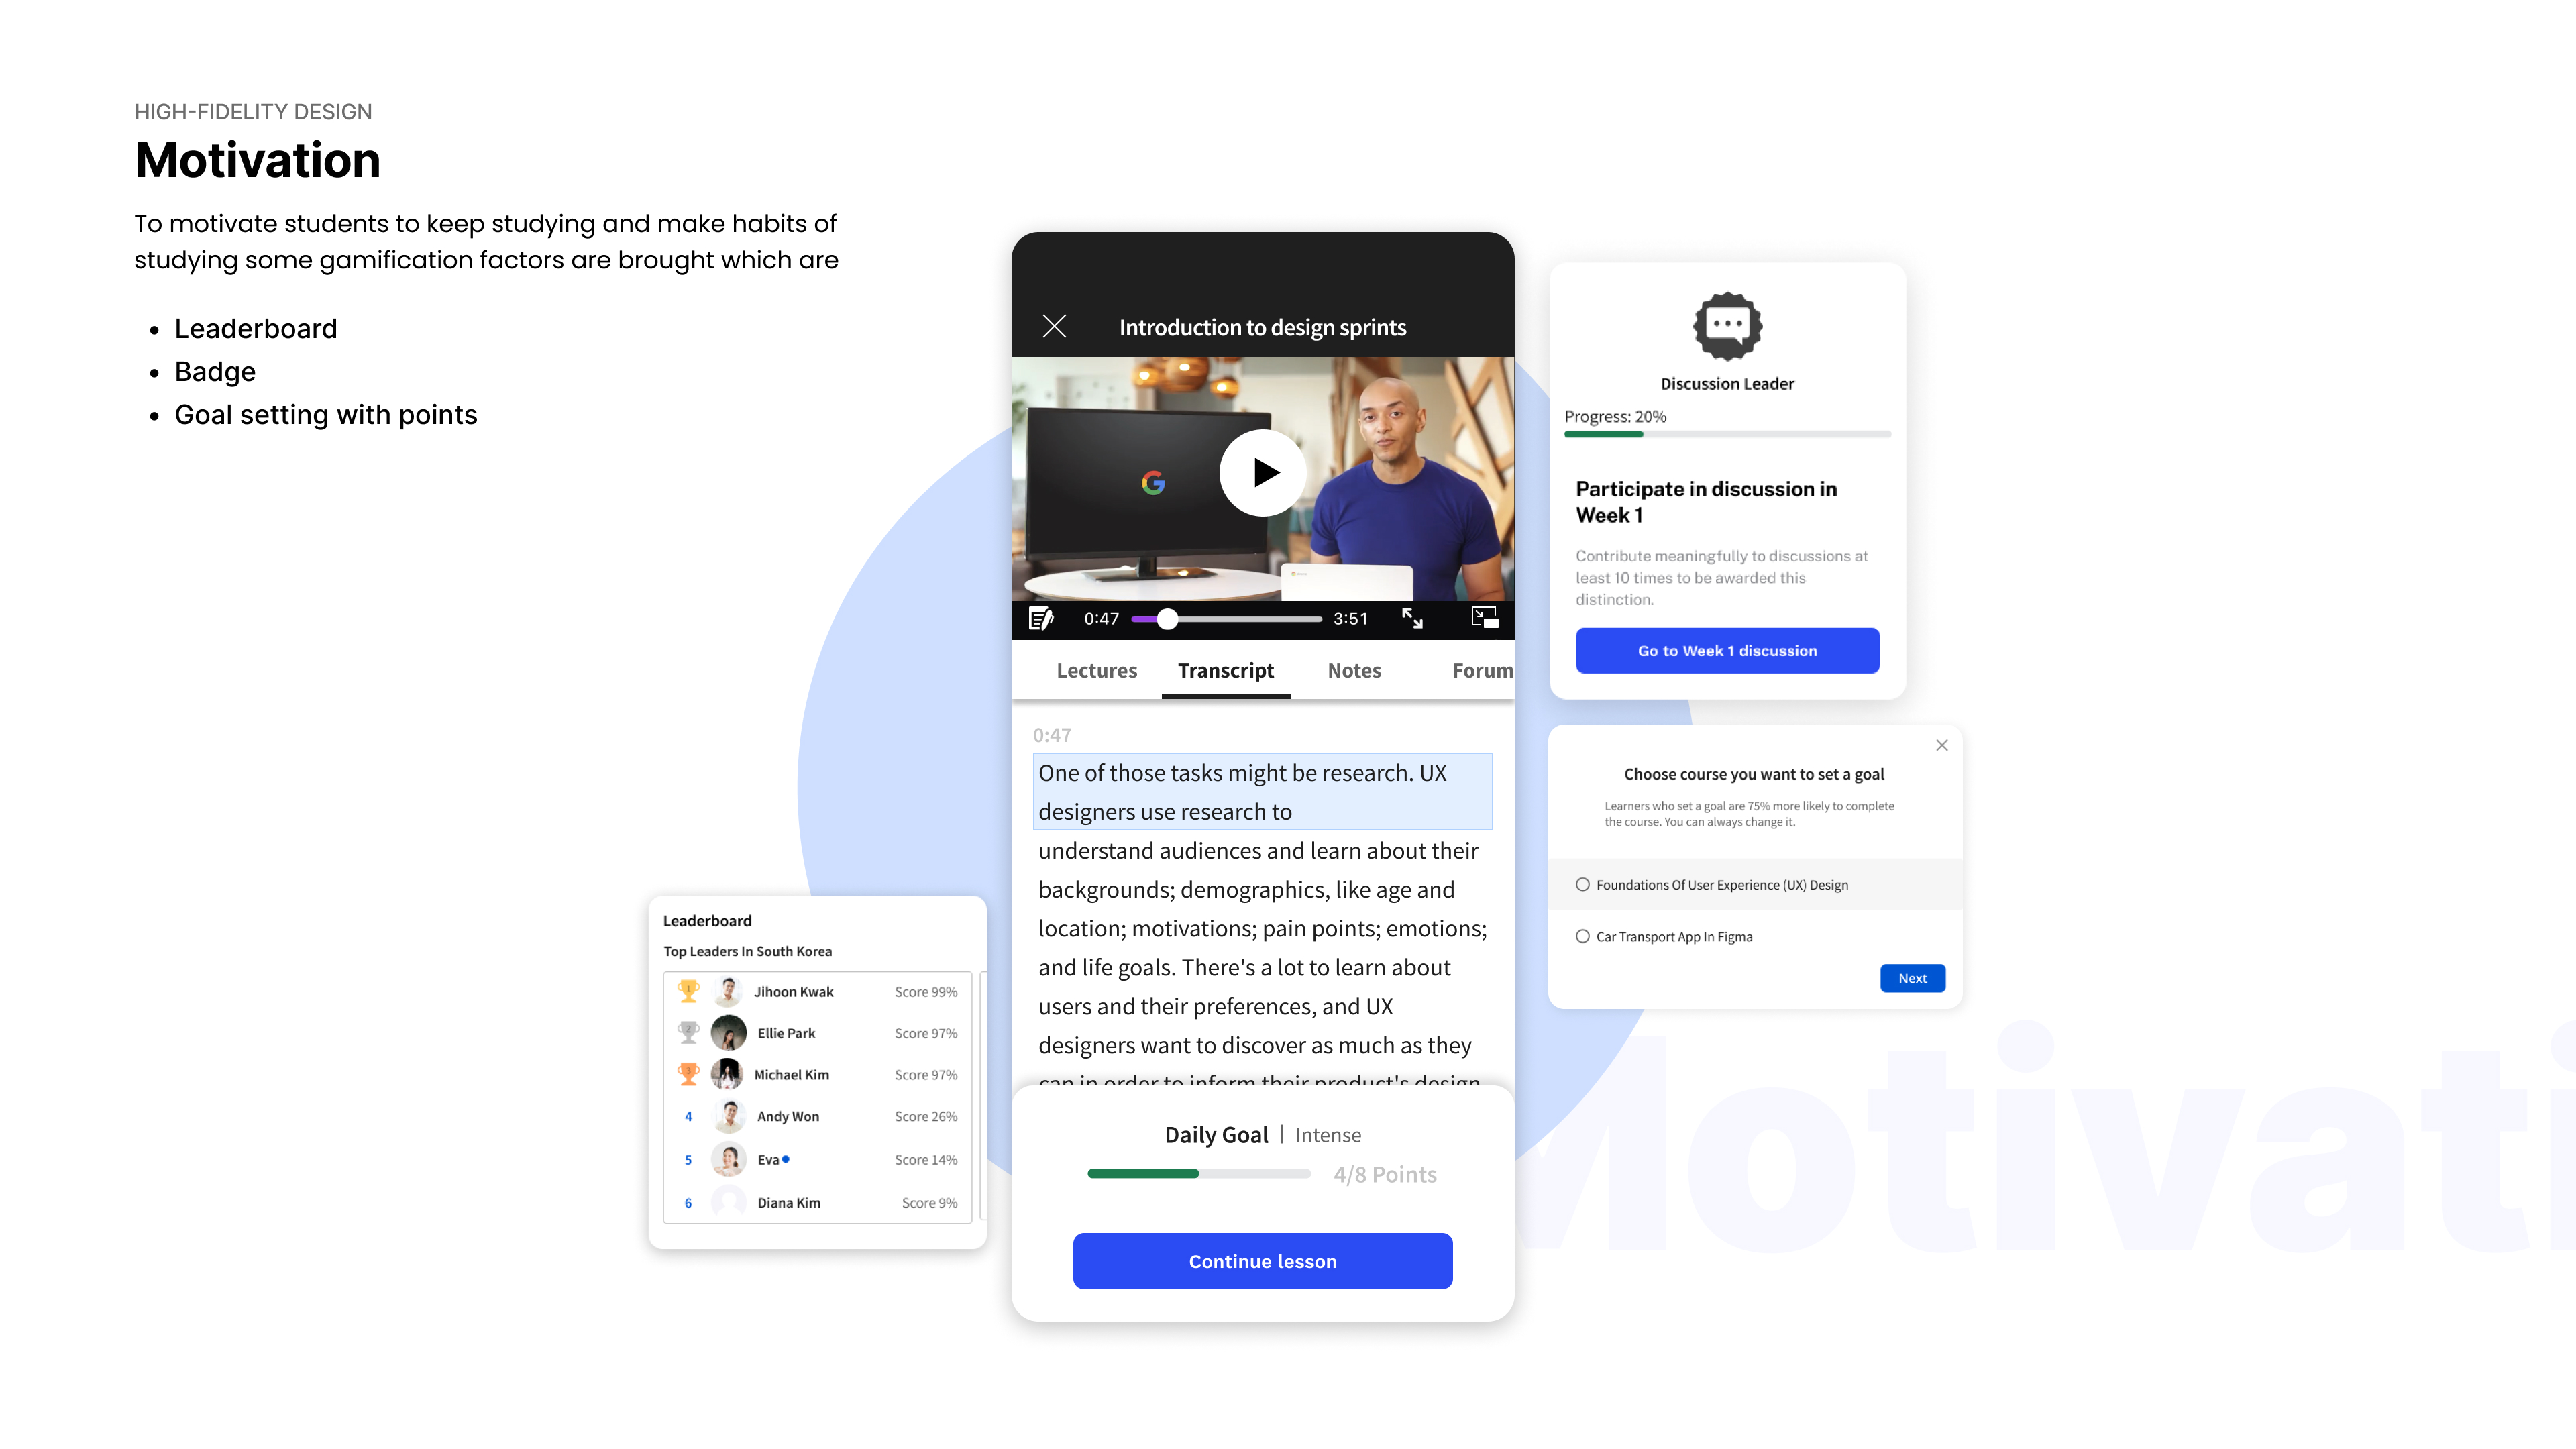 HIGH-FIDELITY DESIGN
Motivation
To motivate students to keep studying and make habits of
studying some gamification factors are brought which are
• Leaderboard
• Badge
• Goal setting with points
Introduction to design sprints
0:47
3:51
Lectures
Transcript
Notes
Forum
0:47
One of those tasks might be research. UX
designers use research to
understand audiences and learn about their
backgrounds; demographics, like age and
location; motivations; pain points; emotions;
and life goals. There's a lot to learn about
users and their preferences, and UX
designers want to discover as much as they
can in order to inform their product's design
Daily Goal | Intense
4/8 Points
Continue lesson
Discussion Leader
Progress: 20%
Participate in discussion in
Week 1
Contribute meaningfully to discussions at
least 10 times to be awarded this
distinction.
Go to Week 1 discussion
Choose course you want to set a goal
Learners who set a goal are 75% more likely to complete
the course. You can always change it.
Foundations Of User Experience (UX) Design
Car Transport App In Figma
Next
Leaderboard
Top Leaders In South Korea
1 Jihoon Kwak Score 99%
2 Ellie Park Score 97%
3 Michael Kim Score 97%
4 Andy Won Score 26%
5 Eva Score 14%
6 Diana Kim Score 9%
Motivati